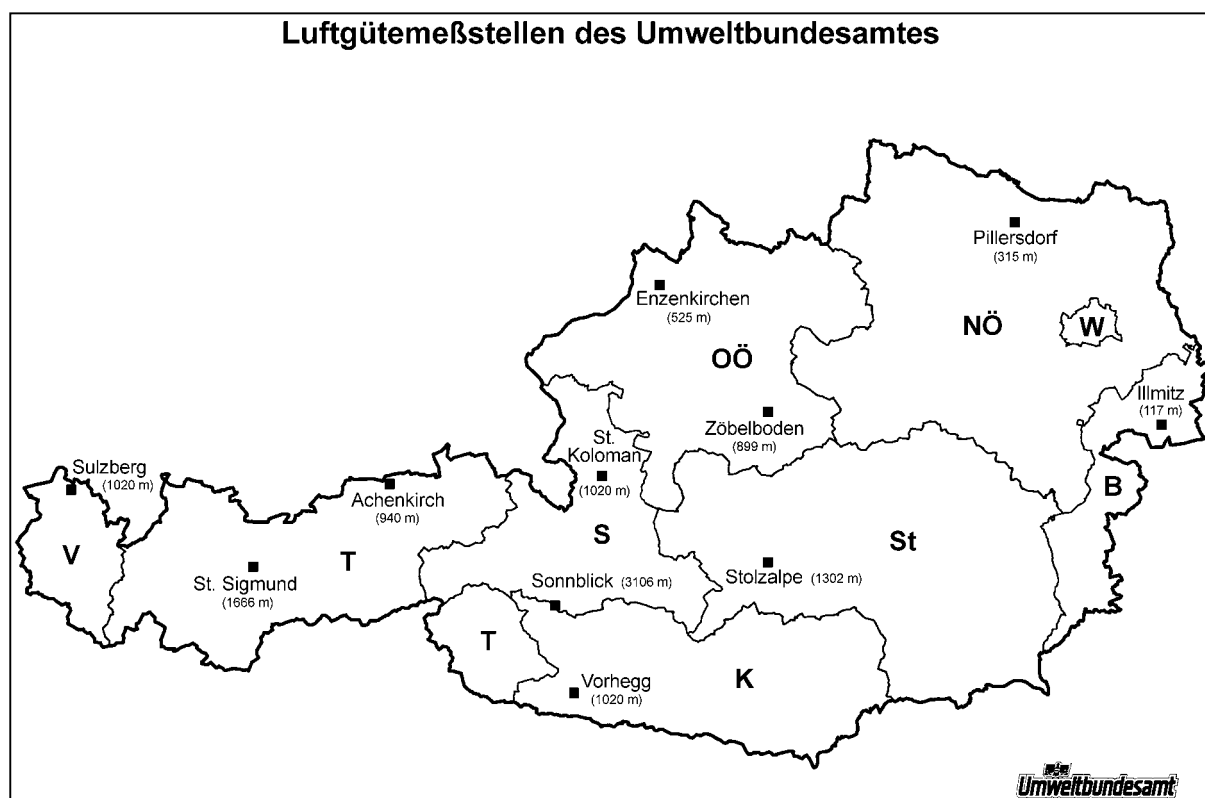 Luftgütemeßstellen des Umweltbundesamtes
Pillersdorf
(315 m)
Enzenkirchen
(525 m)
NÖ
W
OÖ
Illmitz
(117 m)
Zöbelboden
(899 m)
St.
Koloman
(1020 m)
Sulzberg
(1020 m)
Achenkirch
(940 m)
B
V
T
S
St
St. Sigmund
(1666 m)
Sonnblick (3106 m)
Stolzalpe (1302 m)
T
K
Vorhegg
(1020 m)
Umweltbundesamt